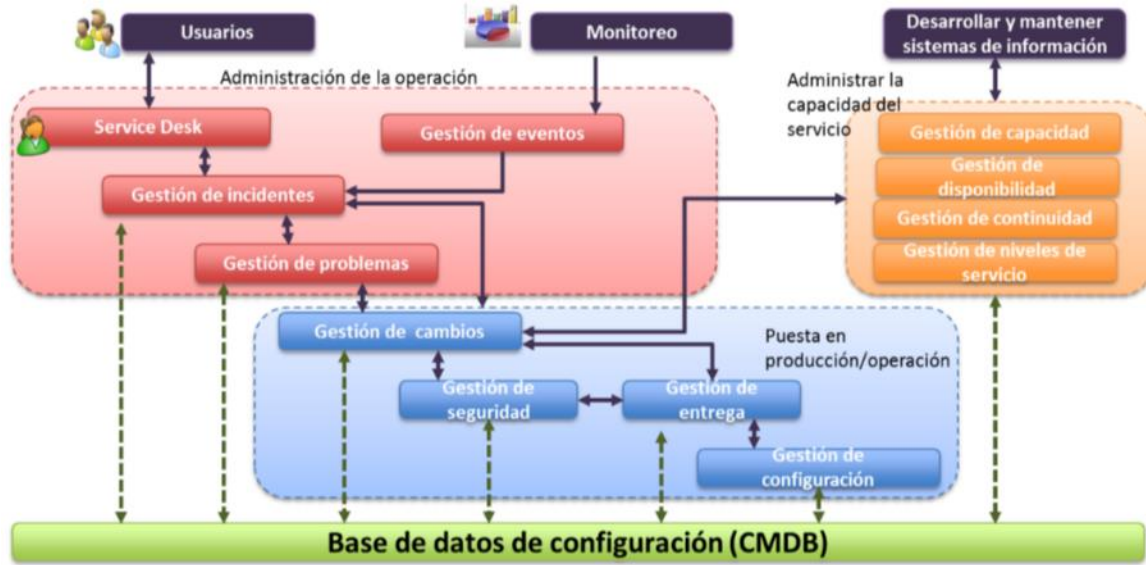 Usuarios
Monitoreo
Desarrollar y mantener
sistemas de información
Administración de la operación
Administrar la
capacidad del
servicio
Service Desk
Gestión de eventos
Gestión de incidentes
Gestión de problemas
Gestión de capacidad
Gestión de
disponibilidad
Gestión de continuidad
Gestión de niveles de
servicio
Gestión de cambios
Puesta en
producción/operación
Gestión de
seguridad
Gestión de
entrega
Gestión de
configuración
Base de datos de configuración (CMDB)